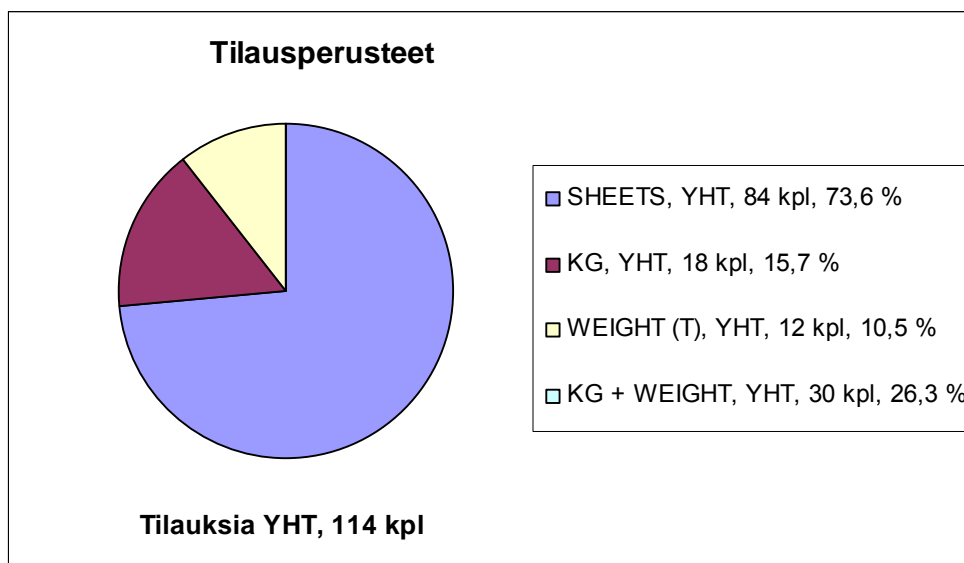 Tilausperusteet
SHEETS, YHT, 84 kpl, 73,6 %
KG, YHT, 18 kpl, 15,7 %
WEIGHT (T), YHT, 12 kpl, 10,5 %
KG + WEIGHT, YHT, 30 kpl, 26,3 %
Tilauksia YHT, 114 kpl